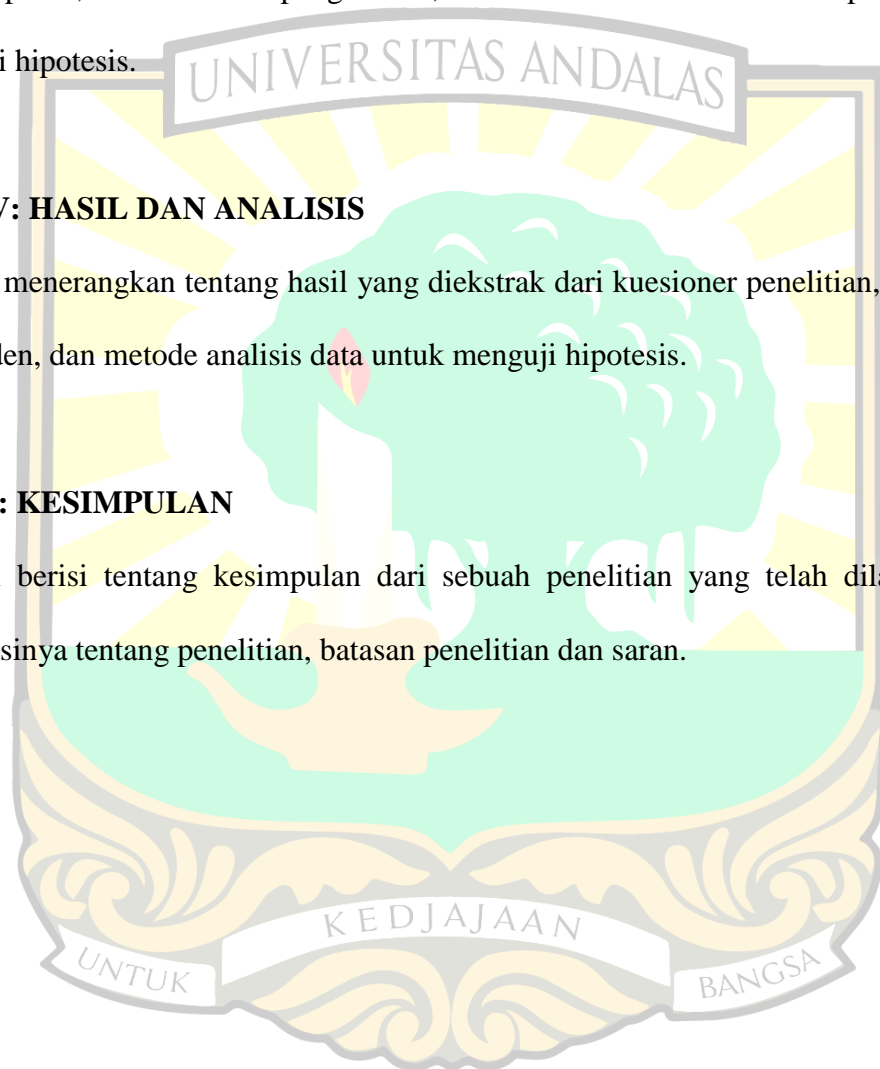 i hipotesis.
UNIVERSITAS ANDALAS
: HASIL DAN ANALISIS
menerangkan tentang hasil yang diekstrak dari kuesioner penelitian,
den, dan metode analisis data untuk menguji hipotesis.
: KESIMPULAN
berisi tentang kesimpulan dari sebuah penelitian yang telah dila
sinya tentang penelitian, batasan penelitian dan saran.
KEDJAJAAN
UNTUK
BANGSA